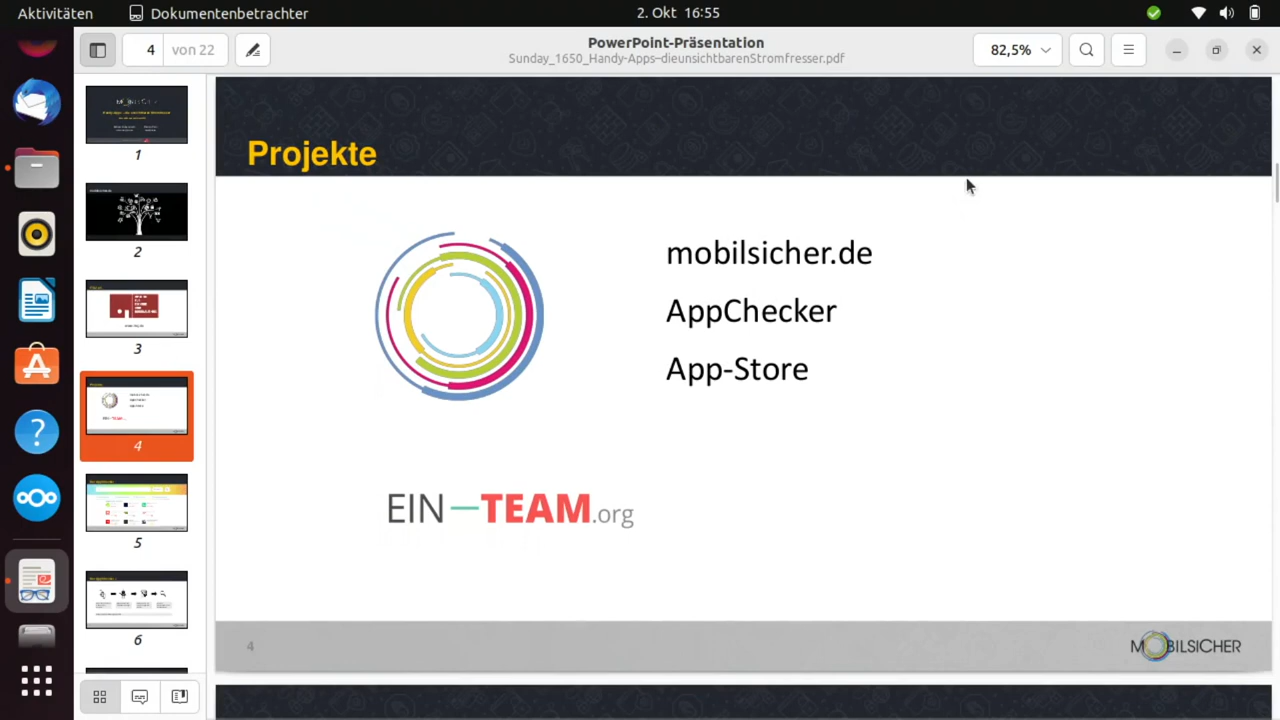 Aktivitäten
Dokumentenbetrachter
2. Okt 16:55
4
von 22
PowerPoint-Präsentation
Sunday_1650_Handy-Apps–dieunsichtbarenStromfresser.pdf
82,5%
1
2
3
4
5
6
Projekte
mobilsicher.de
AppChecker
App-Store
EIN—TEAM.org
4
MOBILSICHER